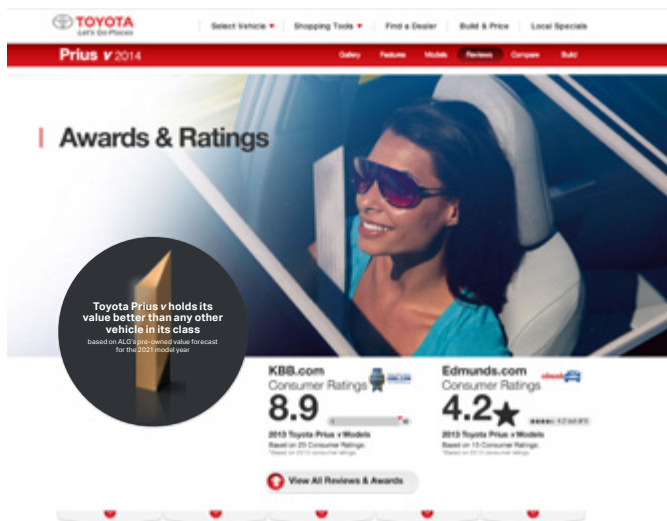 TOYOTA
Let's Go Places
Select Vehicle
Shopping Tools
Find a Dealer
Build & Price
Local Specials
Prius v 2014
Gallery
Features
Models
Reviews
Compare
Build
Awards & Ratings
Toyota Prius v holds its
value better than any other
vehicle in its class
based on ALG's pre-owned value forecast
for the 2021 model year
KBB.com
Consumer Ratings
8.9
2013 Toyota Prius v Models
Based on 20 Consumer Ratings.
Edmunds.com
Consumer Ratings
4.2
2013 Toyota Prius v Models
Based on 15 Consumer Ratings.
View All Reviews & Awards